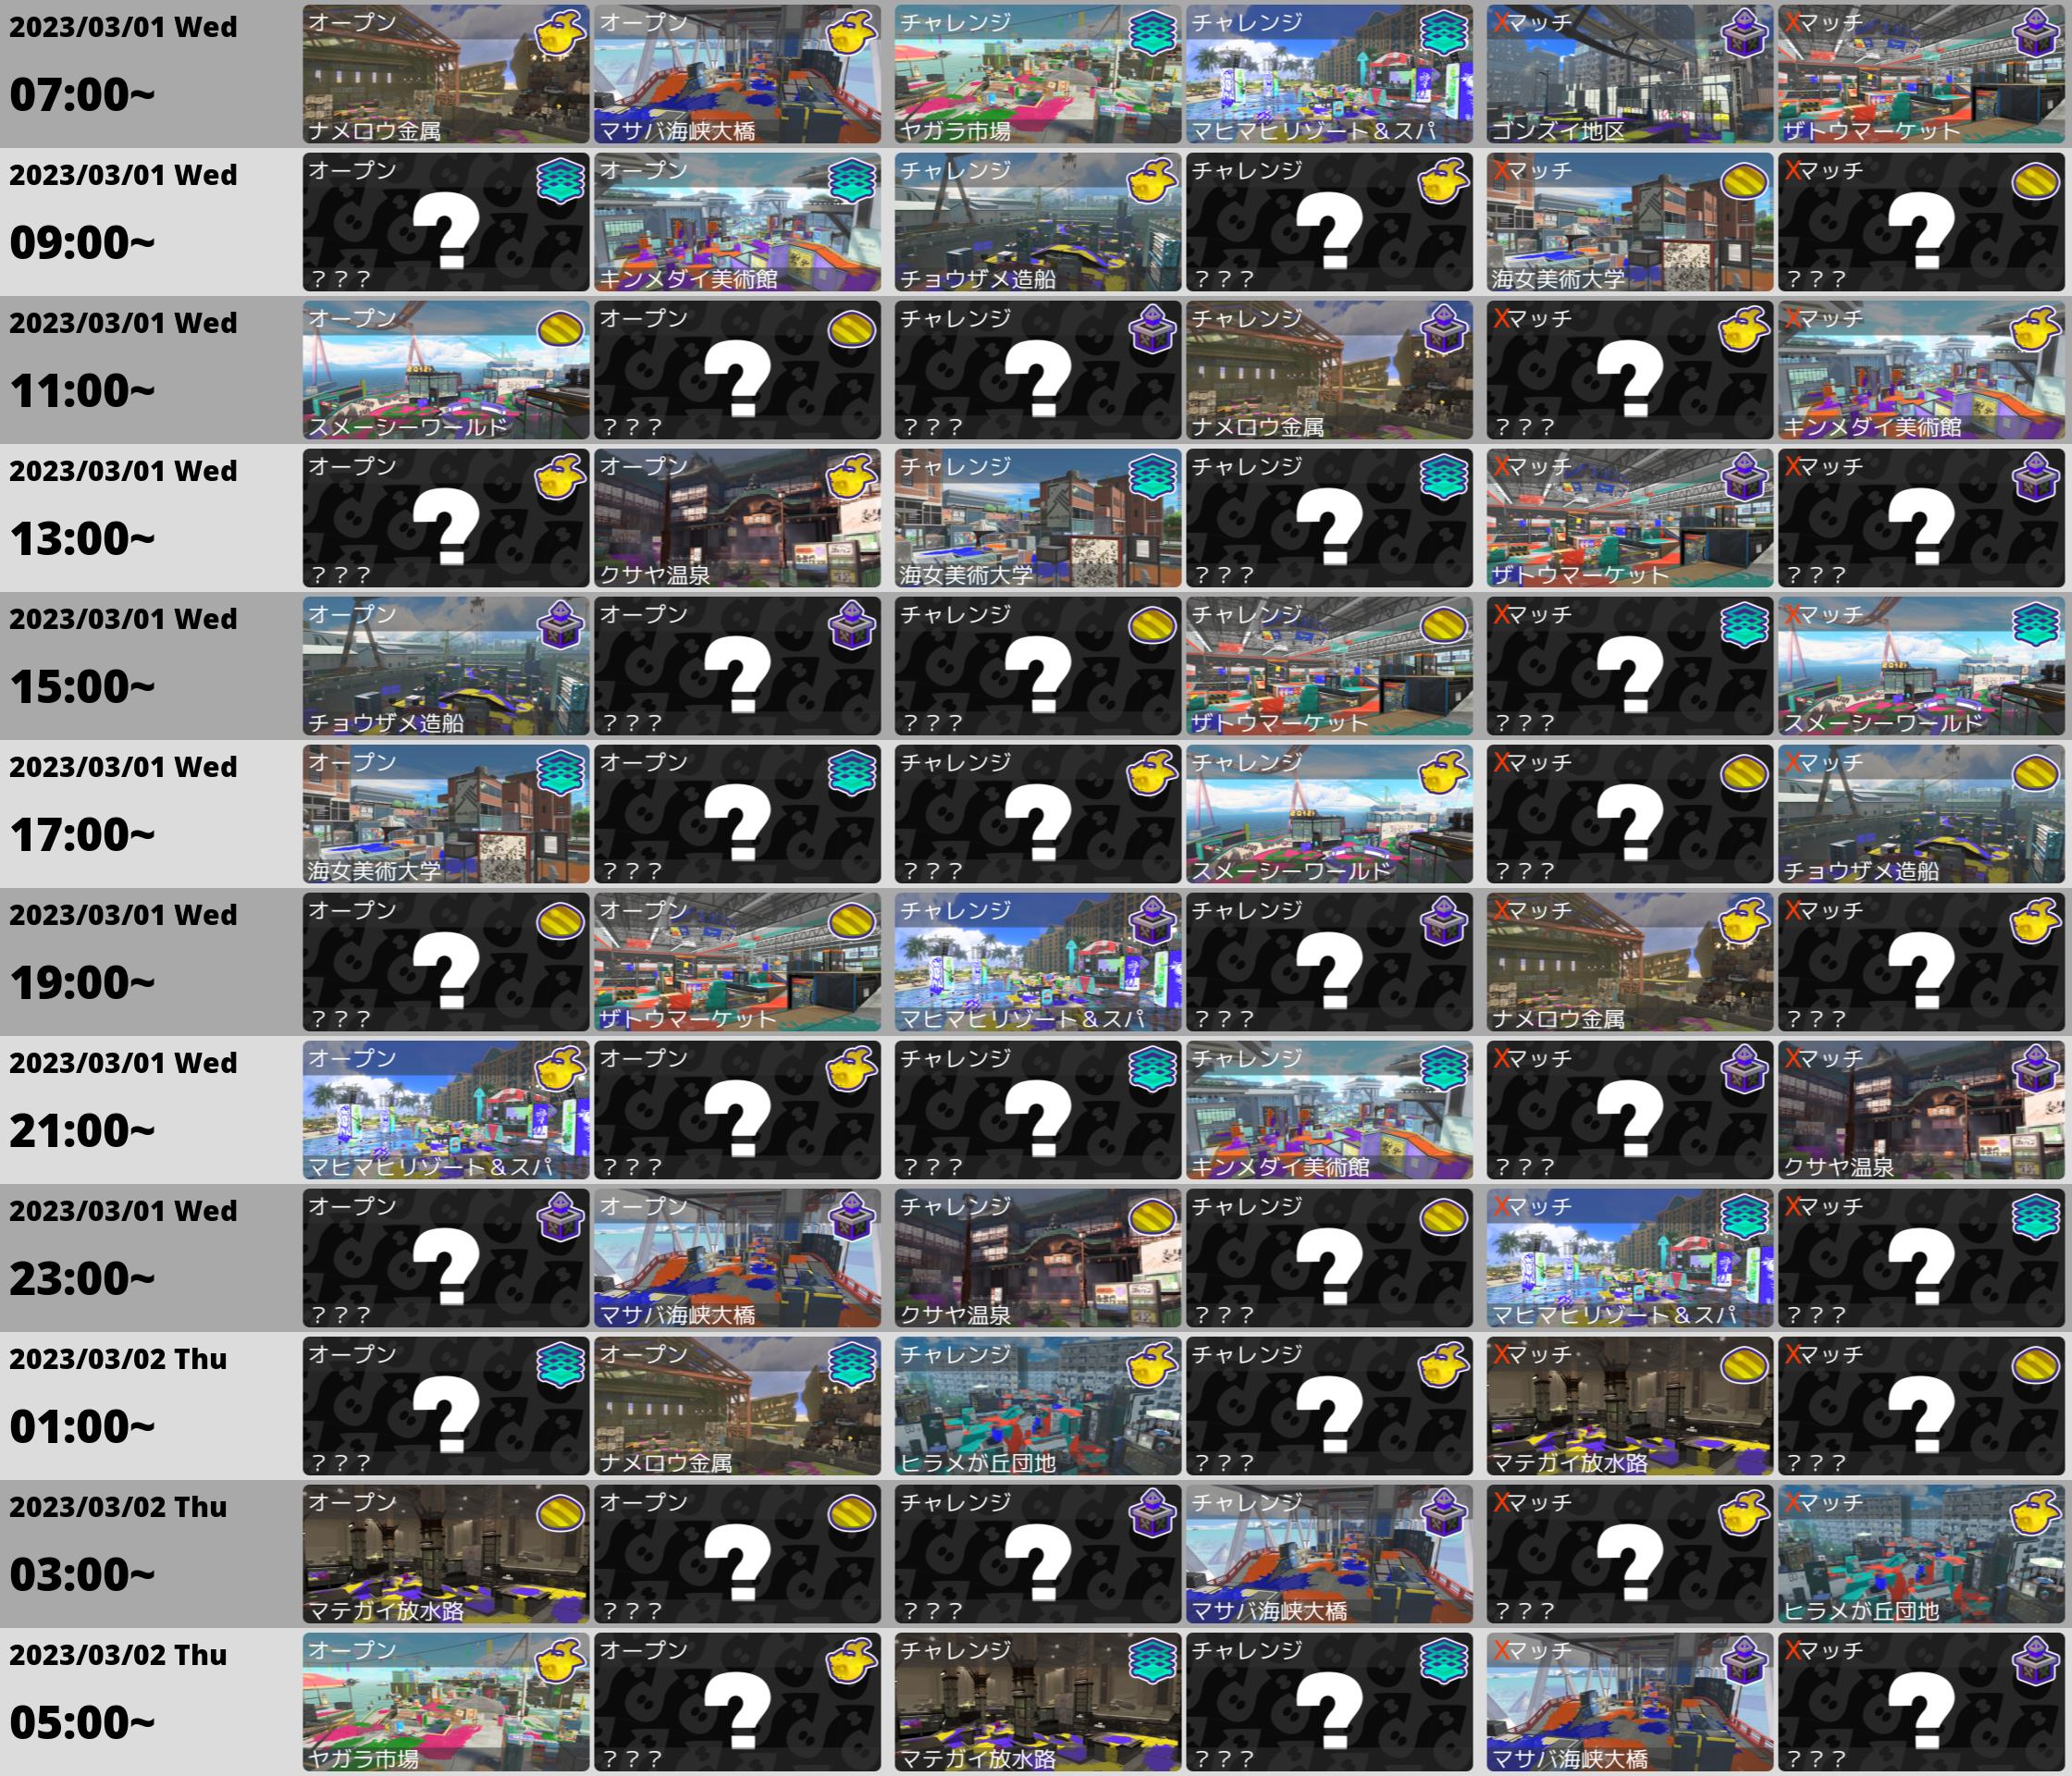 2023/03/01 Wed
07:00~
オープン
ナメロウ金属
オープン
マサバ海峡大橋
チャレンジ
ヤガラ市場
チャレンジ
マヒマヒリゾート＆スパ
Xマッチ
ゴンズイ地区
Xマッチ
ザトウマーケット
2023/03/01 Wed
09:00~
オープン
？？？
オープン
キンメダイ美術館
チャレンジ
チョウザメ造船
チャレンジ
？？？
Xマッチ
海女美術大学
Xマッチ
？？？
2023/03/01 Wed
11:00~
オープン
スメーシーワールド
オープン
？？？
チャレンジ
？？？
チャレンジ
ナメロウ金属
Xマッチ
？？？
Xマッチ
キンメダイ美術館
2023/03/01 Wed
13:00~
オープン
？？？
オープン
クサヤ温泉
チャレンジ
海女美術大学
チャレンジ
？？？
Xマッチ
ザトウマーケット
Xマッチ
？？？
2023/03/01 Wed
15:00~
オープン
チョウザメ造船
オープン
？？？
チャレンジ
？？？
チャレンジ
ザトウマーケット
Xマッチ
？？？
Xマッチ
スメーシーワールド
2023/03/01 Wed
17:00~
オープン
海女美術大学
オープン
？？？
チャレンジ
？？？
チャレンジ
スメーシーワールド
Xマッチ
？？？
Xマッチ
チョウザメ造船
2023/03/01 Wed
19:00~
オープン
？？？
オープン
ザトウマーケット
チャレンジ
マヒマヒリゾート＆スパ
チャレンジ
？？？
Xマッチ
ナメロウ金属
Xマッチ
？？？
2023/03/01 Wed
21:00~
オープン
マヒマヒリゾート＆スパ
オープン
？？？
チャレンジ
？？？
チャレンジ
キンメダイ美術館
Xマッチ
？？？
Xマッチ
クサヤ温泉
2023/03/01 Wed
23:00~
オープン
？？？
オープン
マサバ海峡大橋
チャレンジ
クサヤ温泉
チャレンジ
？？？
Xマッチ
マヒマヒリゾート＆スパ
Xマッチ
？？？
2023/03/02 Thu
01:00~
オープン
？？？
オープン
ナメロウ金属
チャレンジ
ヒラメが丘団地
チャレンジ
？？？
Xマッチ
マテガイ放水路
Xマッチ
？？？
2023/03/02 Thu
03:00~
オープン
マテガイ放水路
オープン
？？？
チャレンジ
？？？
チャレンジ
マサバ海峡大橋
Xマッチ
？？？
Xマッチ
ヒラメが丘団地
2023/03/02 Thu
05:00~
オープン
ヤガラ市場
オープン
？？？
チャレンジ
マテガイ放水路
チャレンジ
？？？
Xマッチ
マサバ海峡大橋
Xマッチ
？？？